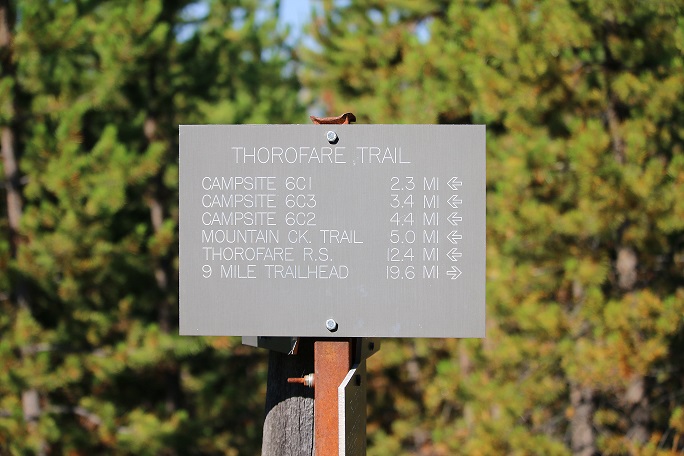 THOROFARE TRAIL
CAMPSITE 6C1 2.3 MI ←
CAMPSITE 6C3 3.4 MI ←
CAMPSITE 6C2 4.4 MI ←
MOUNTAIN CK. TRAIL 5.0 MI ←
THOROFARE R.S. 12.4 MI ←
9 MILE TRAILHEAD 19.6 MI →